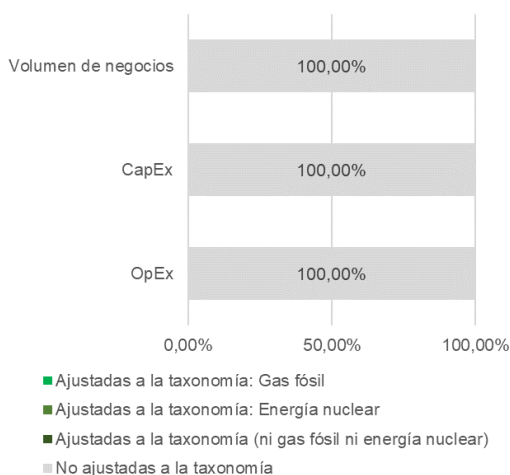 Volumen de negocios
100,00%
CapEx
100,00%
OpEx
100,00%
0,00% 50,00% 100,00%
Ajustadas a la taxonomía: Gas fósil
Ajustadas a la taxonomía: Energía nuclear
Ajustadas a la taxonomía (ni gas fósil ni energía nuclear)
No ajustadas a la taxonomía